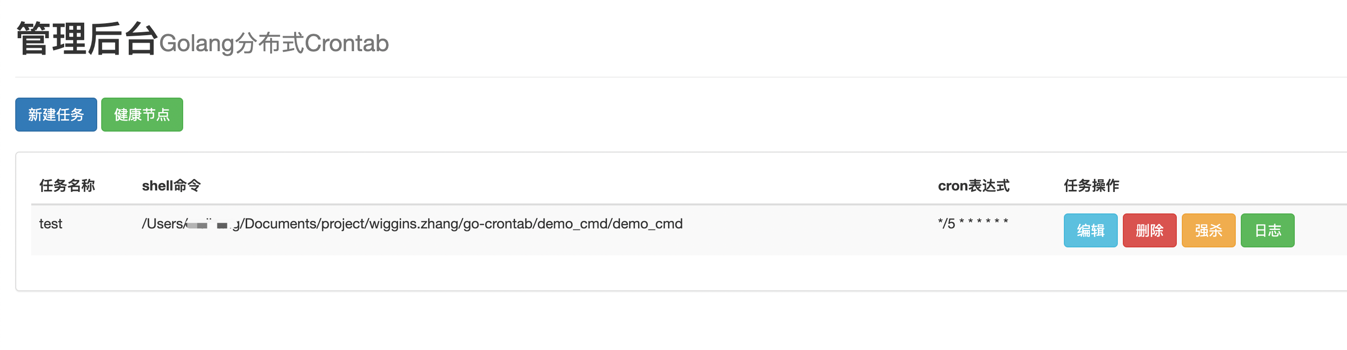 管理后台Golang分布式Crontab
新建任务 健康节点
任务名称 shell命令 cron表达式 任务操作
test /Users/ g/Documents/project/wiggins.zhang/go-crontab/demo_cmd/demo_cmd */5 * * * * * * 编辑 删除 强杀 日志